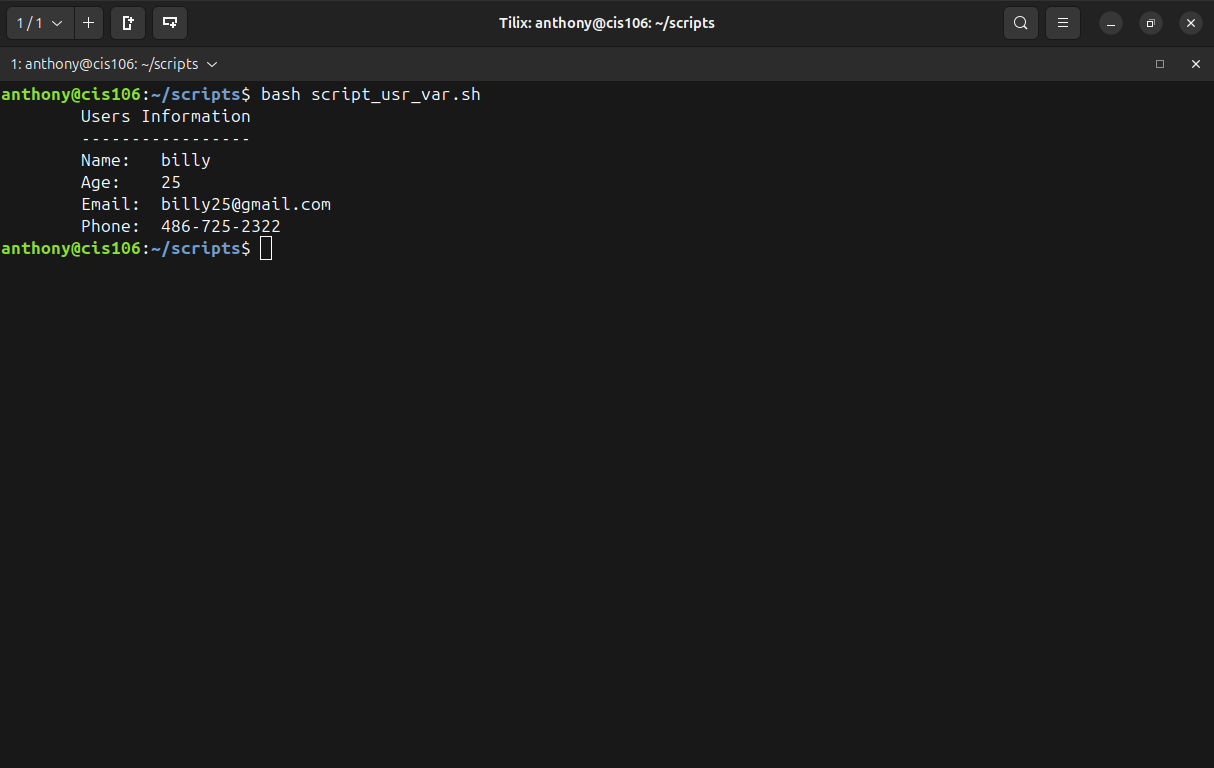 1 / 1
Tilix: anthony@cis106: ~/scripts
1: anthony@cis106: ~/scripts
anthony@cis106:~/scripts$ bash script_usr_var.sh
Users Information
-----------------
Name: billy
Age: 25
Email: billy25@gmail.com
Phone: 486-725-2322
anthony@cis106:~/scripts$